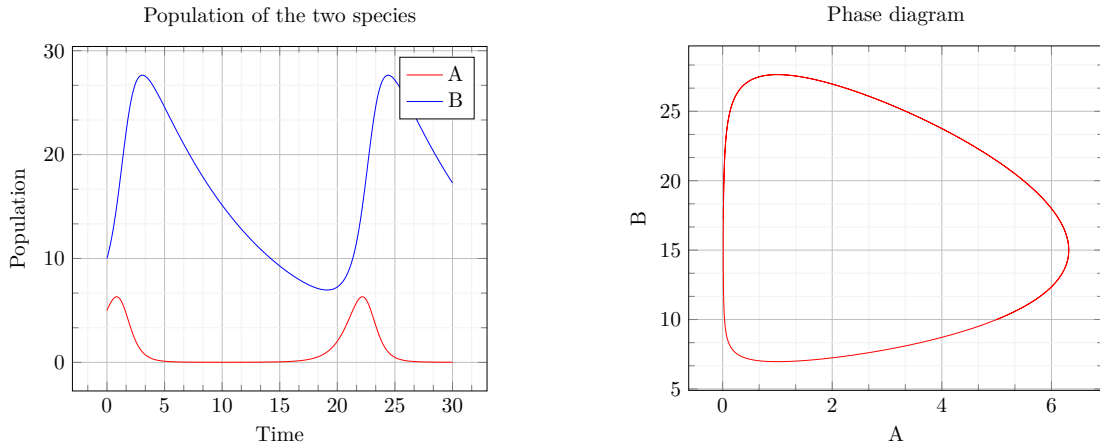 Population of the two species
30
20
10
0
Population
0 5 10 15 20 25 30
Time
A
B
Phase diagram
25
20
15
10
5
B
0 2 4 6
A